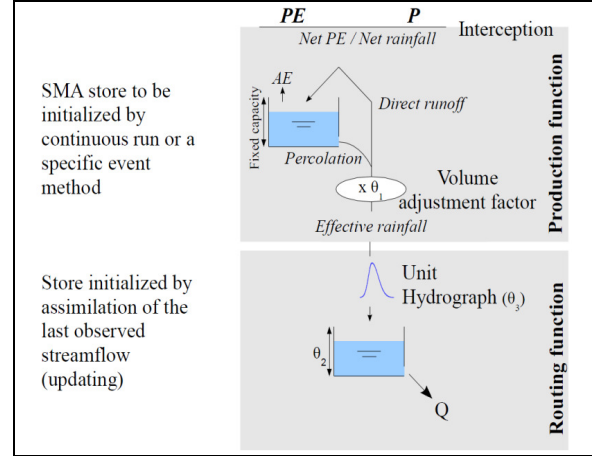 PE P
Interception
Net PE / Net rainfall
SMA store to be
initialized by
continuous run or a
specific event
method
AE
Fixed capacity
Direct runoff
Percolation
x θ1
Volume
adjustment factor
Effective rainfall
Production function
Store initialized by
assimilation of the
last observed
streamflow
(updating)
Unit
Hydrograph (θ3)
θ2
Q
Routing function